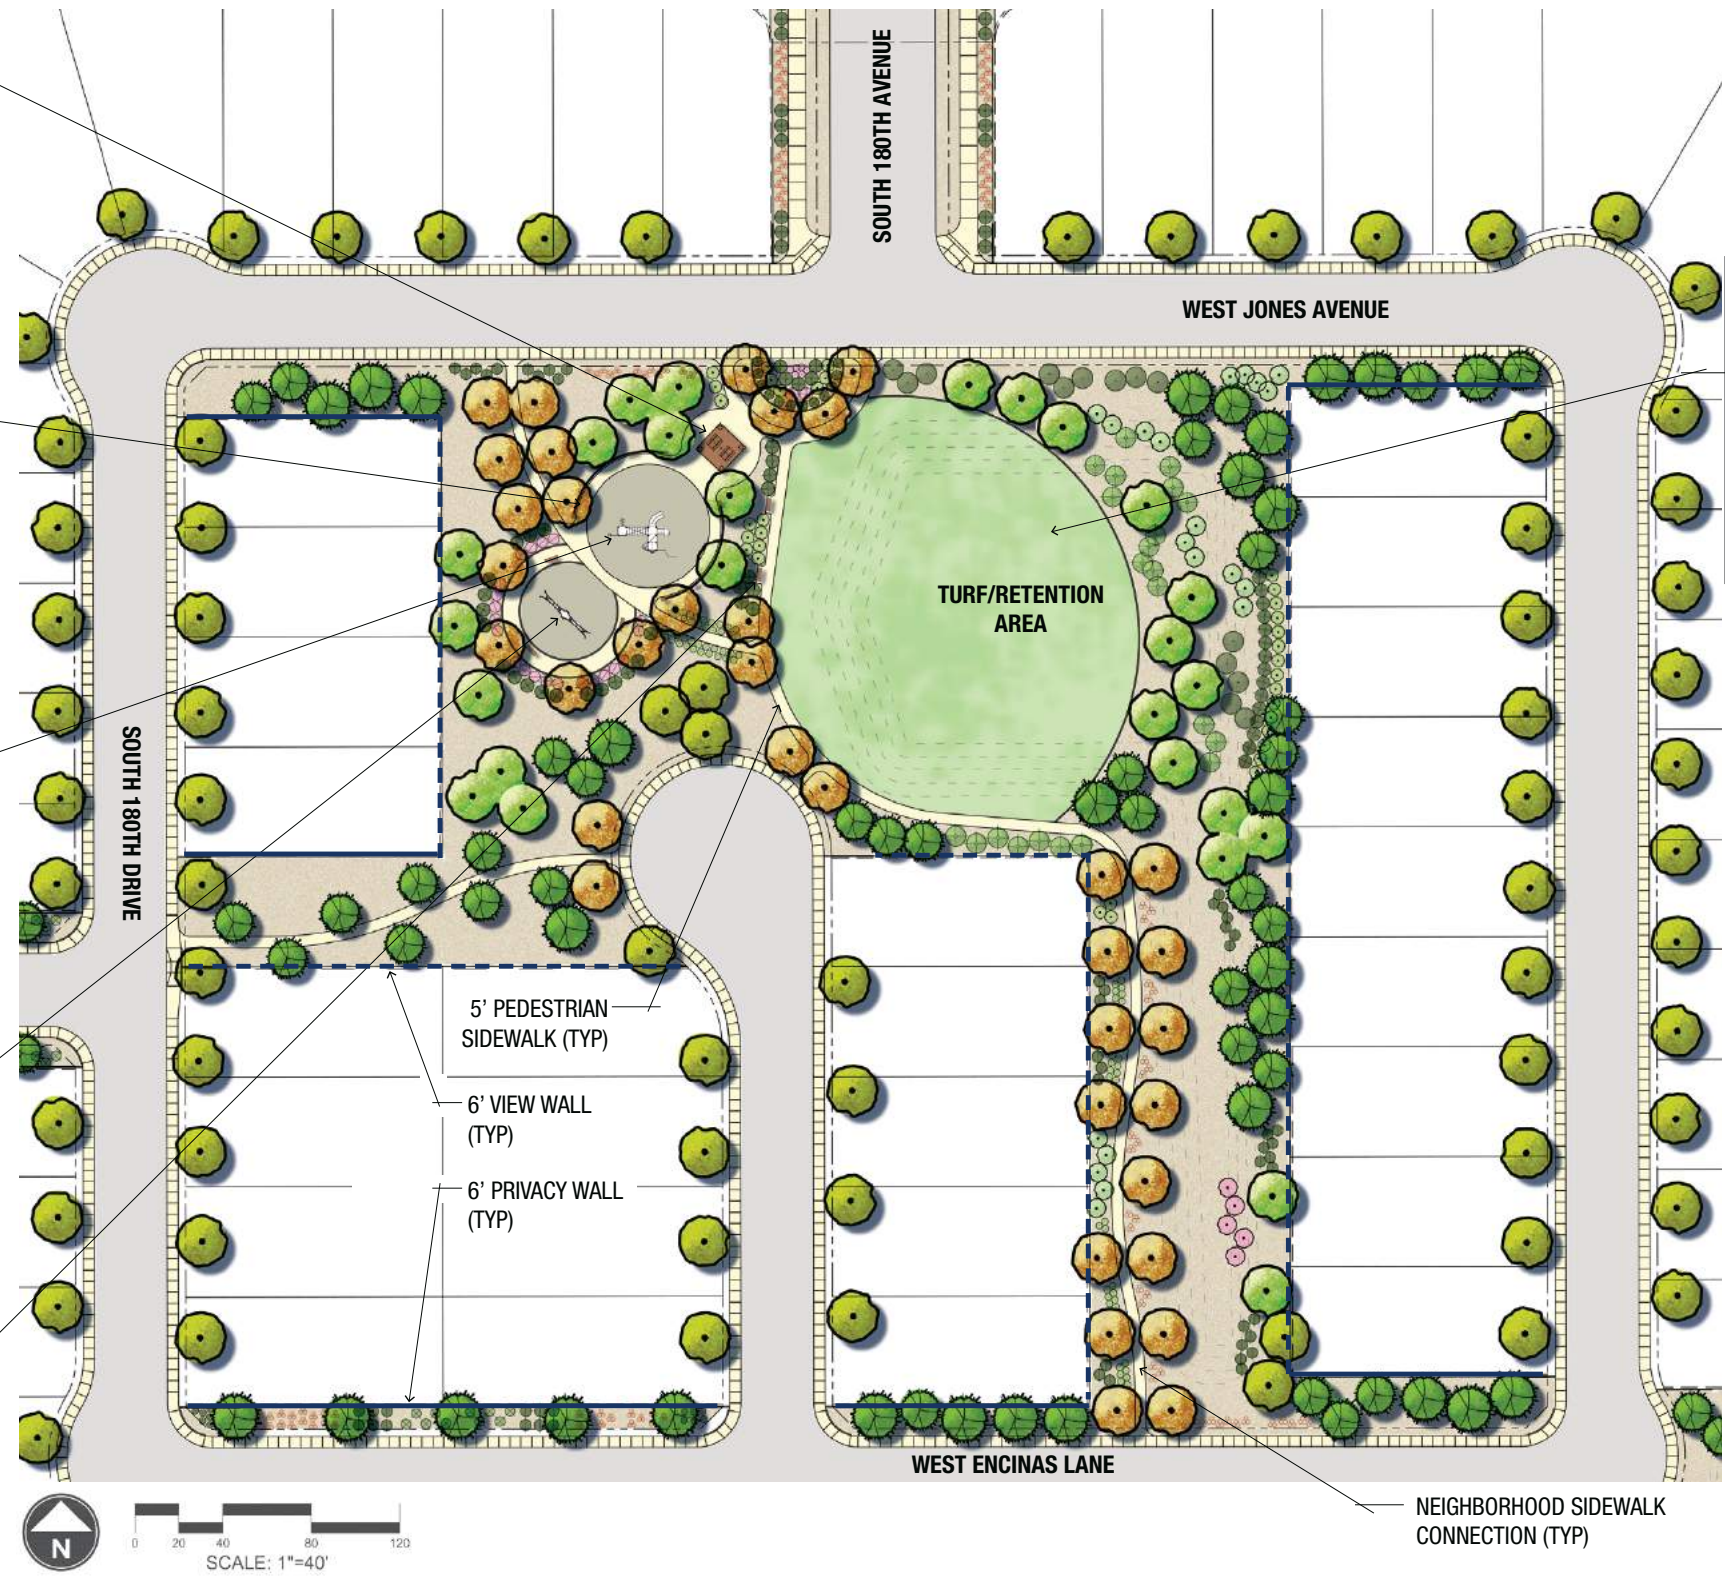 SOUTH 180TH AVENUE
WEST JONES AVENUE
TURF/RETENTION
AREA
SOUTH 180TH DRIVE
5’ PEDESTRIAN
SIDEWALK (TYP)
6’ VIEW WALL
(TYP)
6’ PRIVACY WALL
(TYP)
WEST ENCINAS LANE
NEIGHBORHOOD SIDEWALK
CONNECTION (TYP)
N
0 20 40 80 120
SCALE: 1"=40'